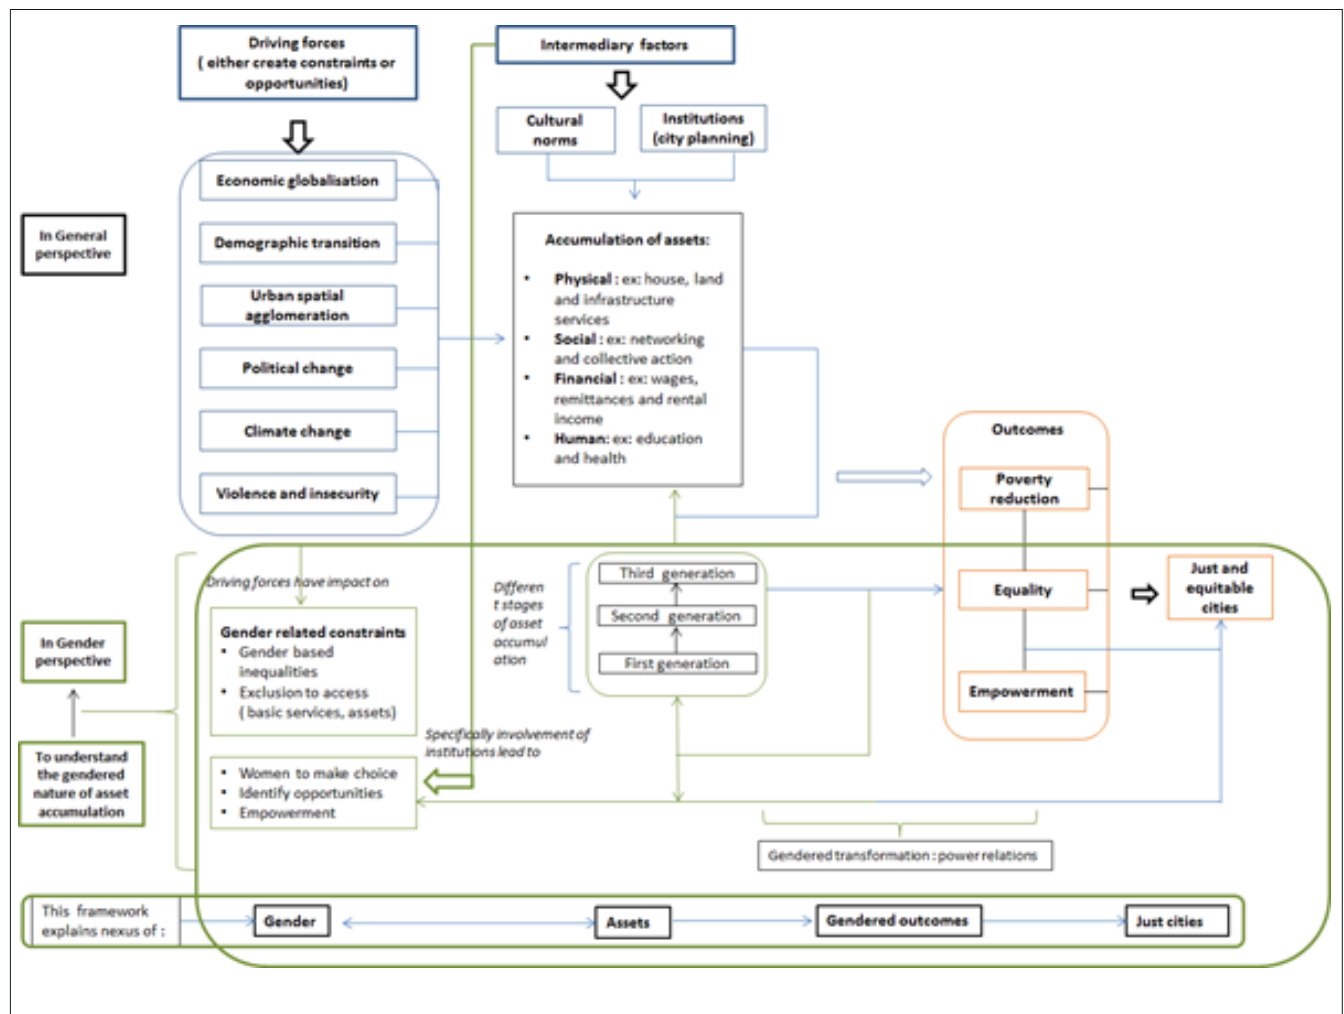 Driving forces
( either create constraints or
opportunities)
Intermediary factors
Cultural
norms
Institutions
(city planning)
Economic globalisation
Demographic transition
Urban spatial
agglomeration
Political change
Climate change
Violence and insecurity
In General
perspective
Accumulation of assets:
• Physical : ex: house, land
and infrastructure
services
• Social : ex: networking
and collective action
• Financial : ex: wages,
remittances and rental
income
• Human: ex: education
and health
Outcomes
Poverty
reduction
Equality
Empowerment
Just and
equitable
cities
Driving forces have impact on
Gender related constraints
• Gender based
inequalities
• Exclusion to access
( basic services, assets)
Differen
t stages
of asset
accumul
ation
Third generation
Second generation
First generation
In Gender
perspective
To understand
the gendered
nature of asset
accumulation
Specifically involvement of
institutions lead to
• Women to make choice
• Identify opportunities
• Empowerment
Gendered transformation : power relations
This framework
explains nexus of :
Gender
Assets
Gendered outcomes
Just cities